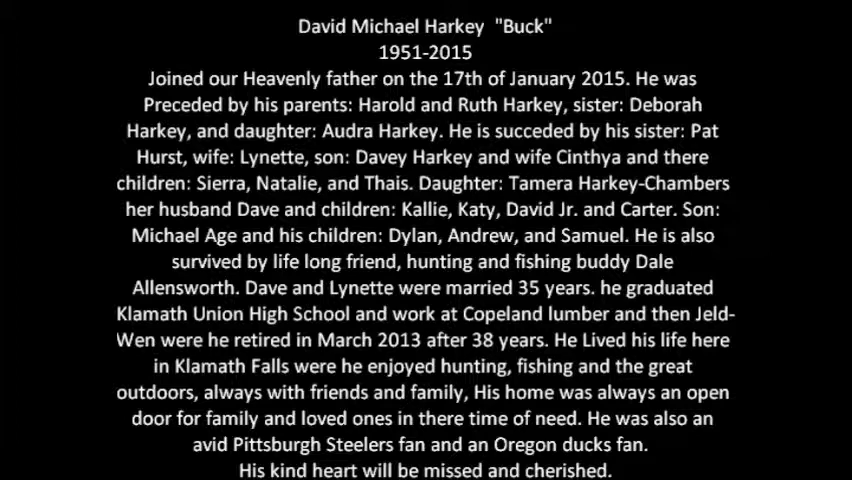 David Michael Harkey  "Buck"
1951-2015
Joined our Heavenly father on the 17th of January 2015. He was
Preceded by his parents: Harold and Ruth Harkey, sister: Deborah
Harkey, and daughter: Audra Harkey. He is succeded by his sister: Pat
Hurst, wife: Lynette, son: Davey Harkey and wife Cinthya and there
children: Sierra, Natalie, and Thais. Daughter: Tamera Harkey-Chambers
her husband Dave and children: Kallie, Katy, David Jr. and Carter. Son:
Michael Age and his children: Dylan, Andrew, and Samuel. He is also
survived by life long friend, hunting and fishing buddy Dale
Allensworth. Dave and Lynette were married 35 years. he graduated
Klamath Union High School and work at Copeland lumber and then Jeld-
Wen were he retired in March 2013 after 38 years. He Lived his life here
in Klamath Falls were he enjoyed hunting, fishing and the great
outdoors, always with friends and family, His home was always an open
door for family and loved ones in there time of need. He was also an
avid Pittsburgh Steelers fan and an Oregon ducks fan.
His kind heart will be missed and cherished.